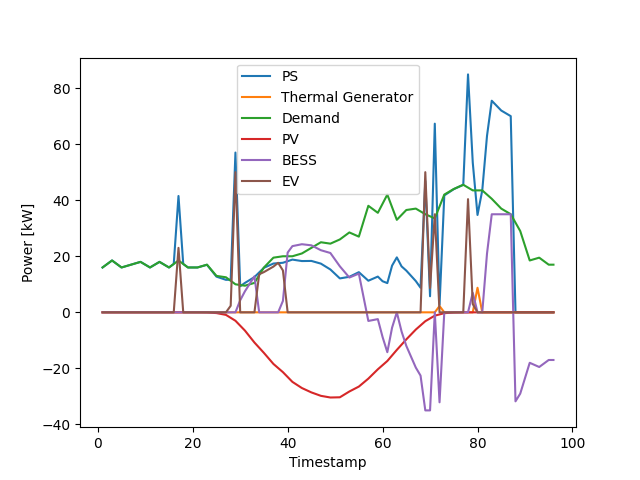 PS
Thermal Generator
Demand
PV
BESS
EV
Power [kW]
80
60
40
20
0
−20
−40
0 20 40 60 80 100
Timestamp